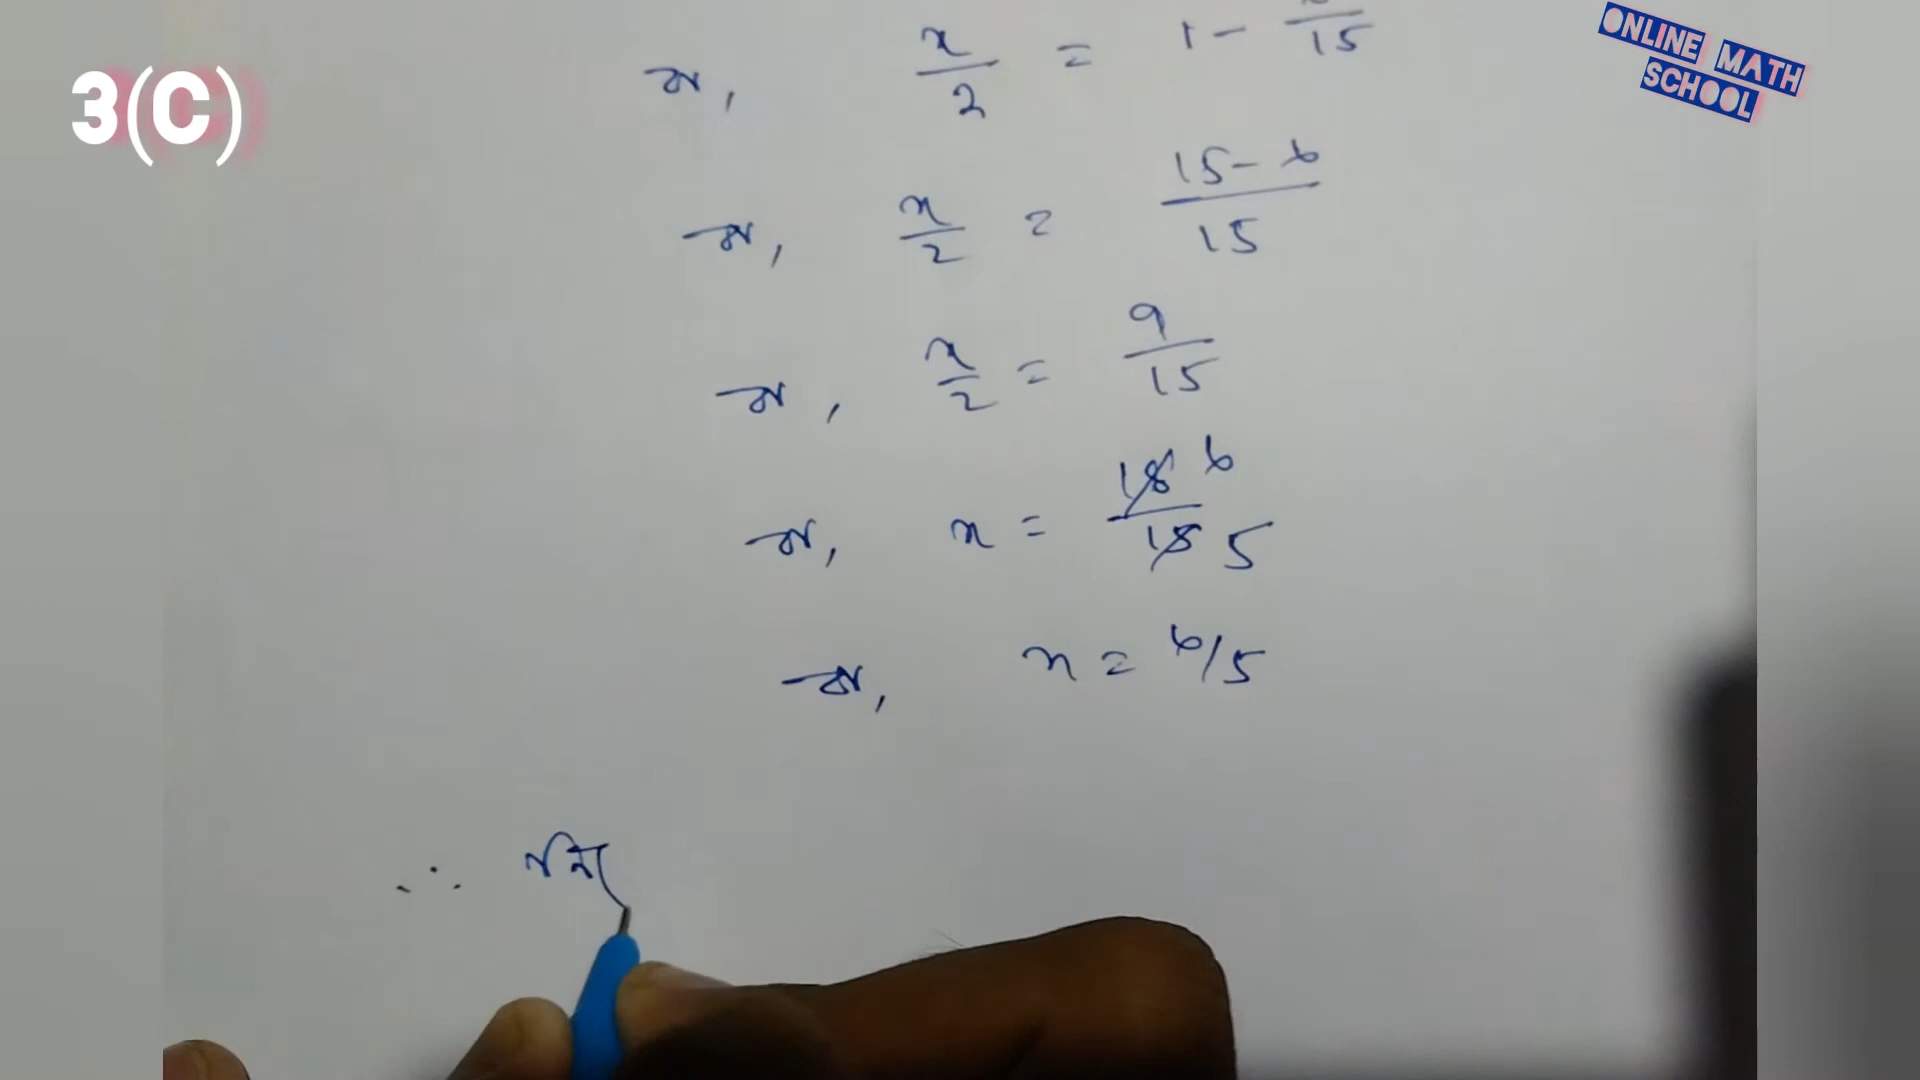 3(C)
ONLINE MATH
SCHOOL
বা, x/2 = 1 - /15
বা, x/2 = 15-6/15
বা, x/2 = 9/15
বা, x = 18 6/15 5
বা, x = 6/5
∴